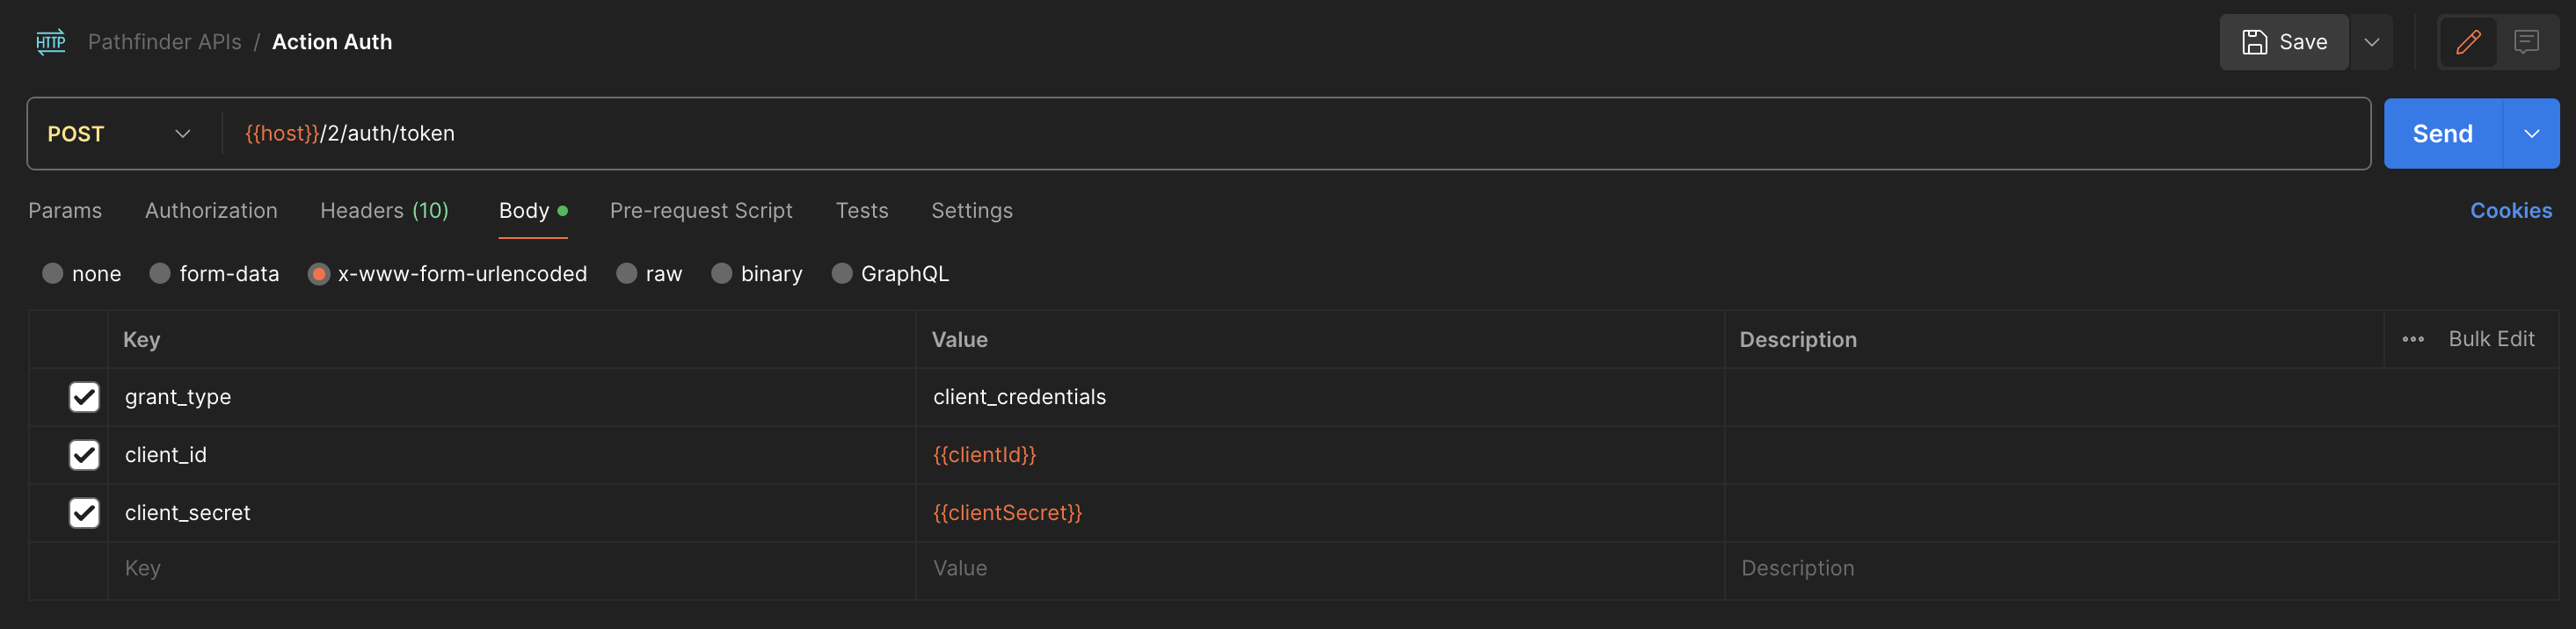 HTTP Pathfinder APIs / Action Auth Save
POST {{host}}/2/auth/token Send
Params Authorization Headers (10) Body Pre-request Script Tests Settings Cookies
none form-data x-www-form-urlencoded raw binary GraphQL
Key Value Description Bulk Edit
grant_type client_credentials
client_id {{clientId}}
client_secret {{clientSecret}}
Key Value Description